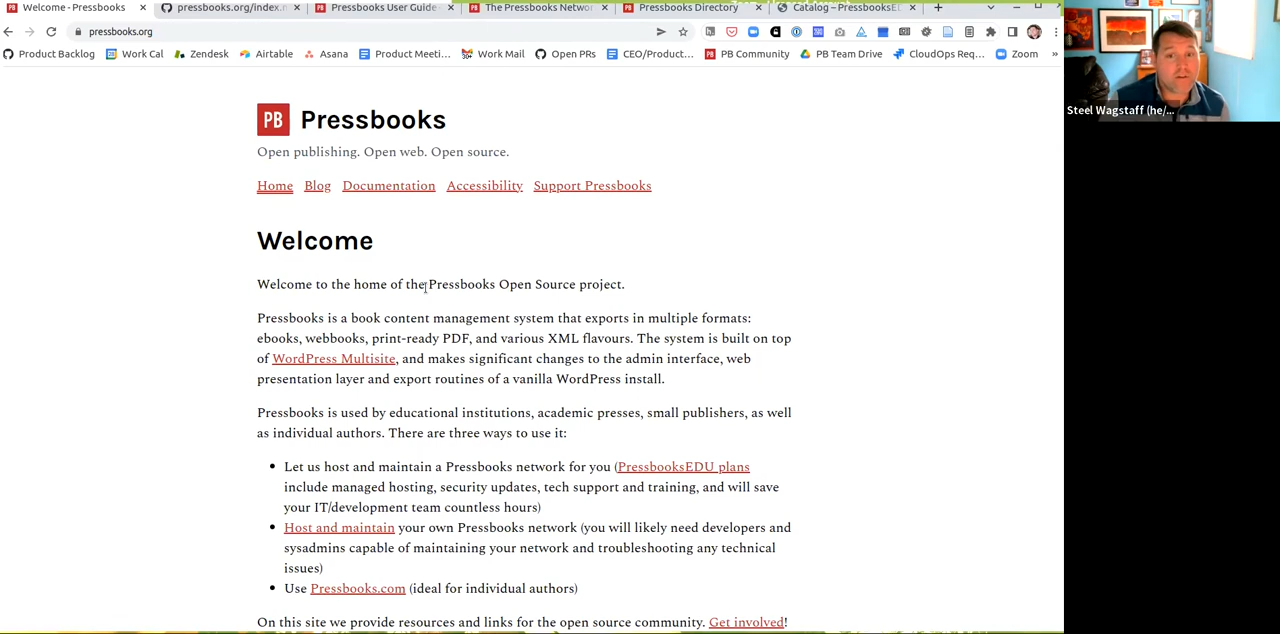 Welcome - Pressbooks
pressbooks.org/index.n
Pressbooks User Guide
The Pressbooks Networ
Pressbooks Directory
Catalog – PressbooksED
pressbooks.org
Product Backlog
Work Cal
Zendesk
Airtable
Asana
Product Meeti...
Work Mail
Open PRs
CEO/Product...
PB Community
PB Team Drive
CloudOps Req...
Zoom
»
Steel Wagstaff (he/...
PB Pressbooks
Open publishing. Open web. Open source.
Home Blog Documentation Accessibility Support Pressbooks
Welcome
Welcome to the home of the Pressbooks Open Source project.
Pressbooks is a book content management system that exports in multiple formats:
ebooks, webbooks, print-ready PDF, and various XML flavours. The system is built on top
of WordPress Multisite, and makes significant changes to the admin interface, web
presentation layer and export routines of a vanilla WordPress install.
Pressbooks is used by educational institutions, academic presses, small publishers, as well
as individual authors. There are three ways to use it:
• Let us host and maintain a Pressbooks network for you (PressbooksEDU plans
include managed hosting, security updates, tech support and training, and will save
your IT/development team countless hours)
• Host and maintain your own Pressbooks network (you will likely need developers and
sysadmins capable of maintaining your network and troubleshooting any technical
issues)
• Use Pressbooks.com (ideal for individual authors)
On this site we provide resources and links for the open source community. Get involved!